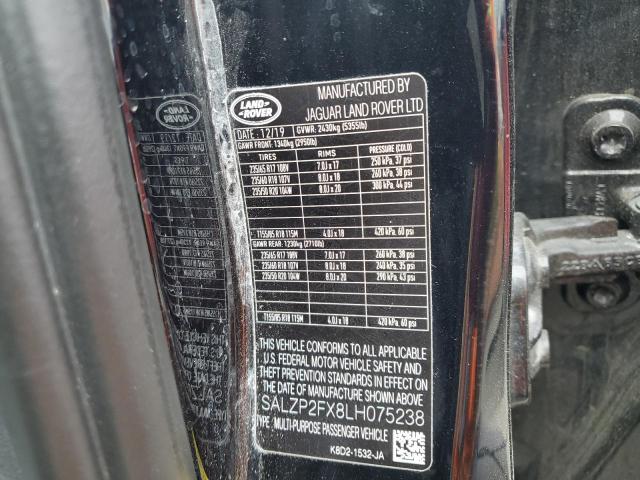 LAND ROVER
MANUFACTURED BY
JAGUAR LAND ROVER LTD
DATE: 12/19 GVWR: 2430kg (5355lb)
GAWR FRONT: 1340kg (2950lb)
TIRES RIMS PRESSURE (COLD)
235/65 R17 108V 7.0J x 17 250 kPa, 37 psi
235/60 R18 107V 8.0J x 18 260 kPa, 38 psi
235/50 R20 104W 8.0J x 20 300 kPa, 44 psi
T155/85 R18 115M 4.0J x 18 420 kPa, 60 psi
GAWR REAR: 1230kg (2710lb)
235/65 R17 108V 7.0J x 17 260 kPa, 38 psi
235/60 R18 107V 8.0J x 18 240 kPa, 35 psi
235/50 R20 104W 8.0J x 20 290 kPa, 43 psi
T155/85 R18 115M 4.0J x 18 420 kPa, 60 psi
THIS VEHICLE CONFORMS TO ALL APPLICABLE
U.S. FEDERAL MOTOR VEHICLE SAFETY AND
THEFT PREVENTION STANDARDS IN EFFECT AT
THE DATE OF MANUFACTURE SHOWN ABOVE
SALZP2FX8LH075238
TYPE: MULTI-PURPOSE PASSENGER VEHICLE
K8D2-1532-JA